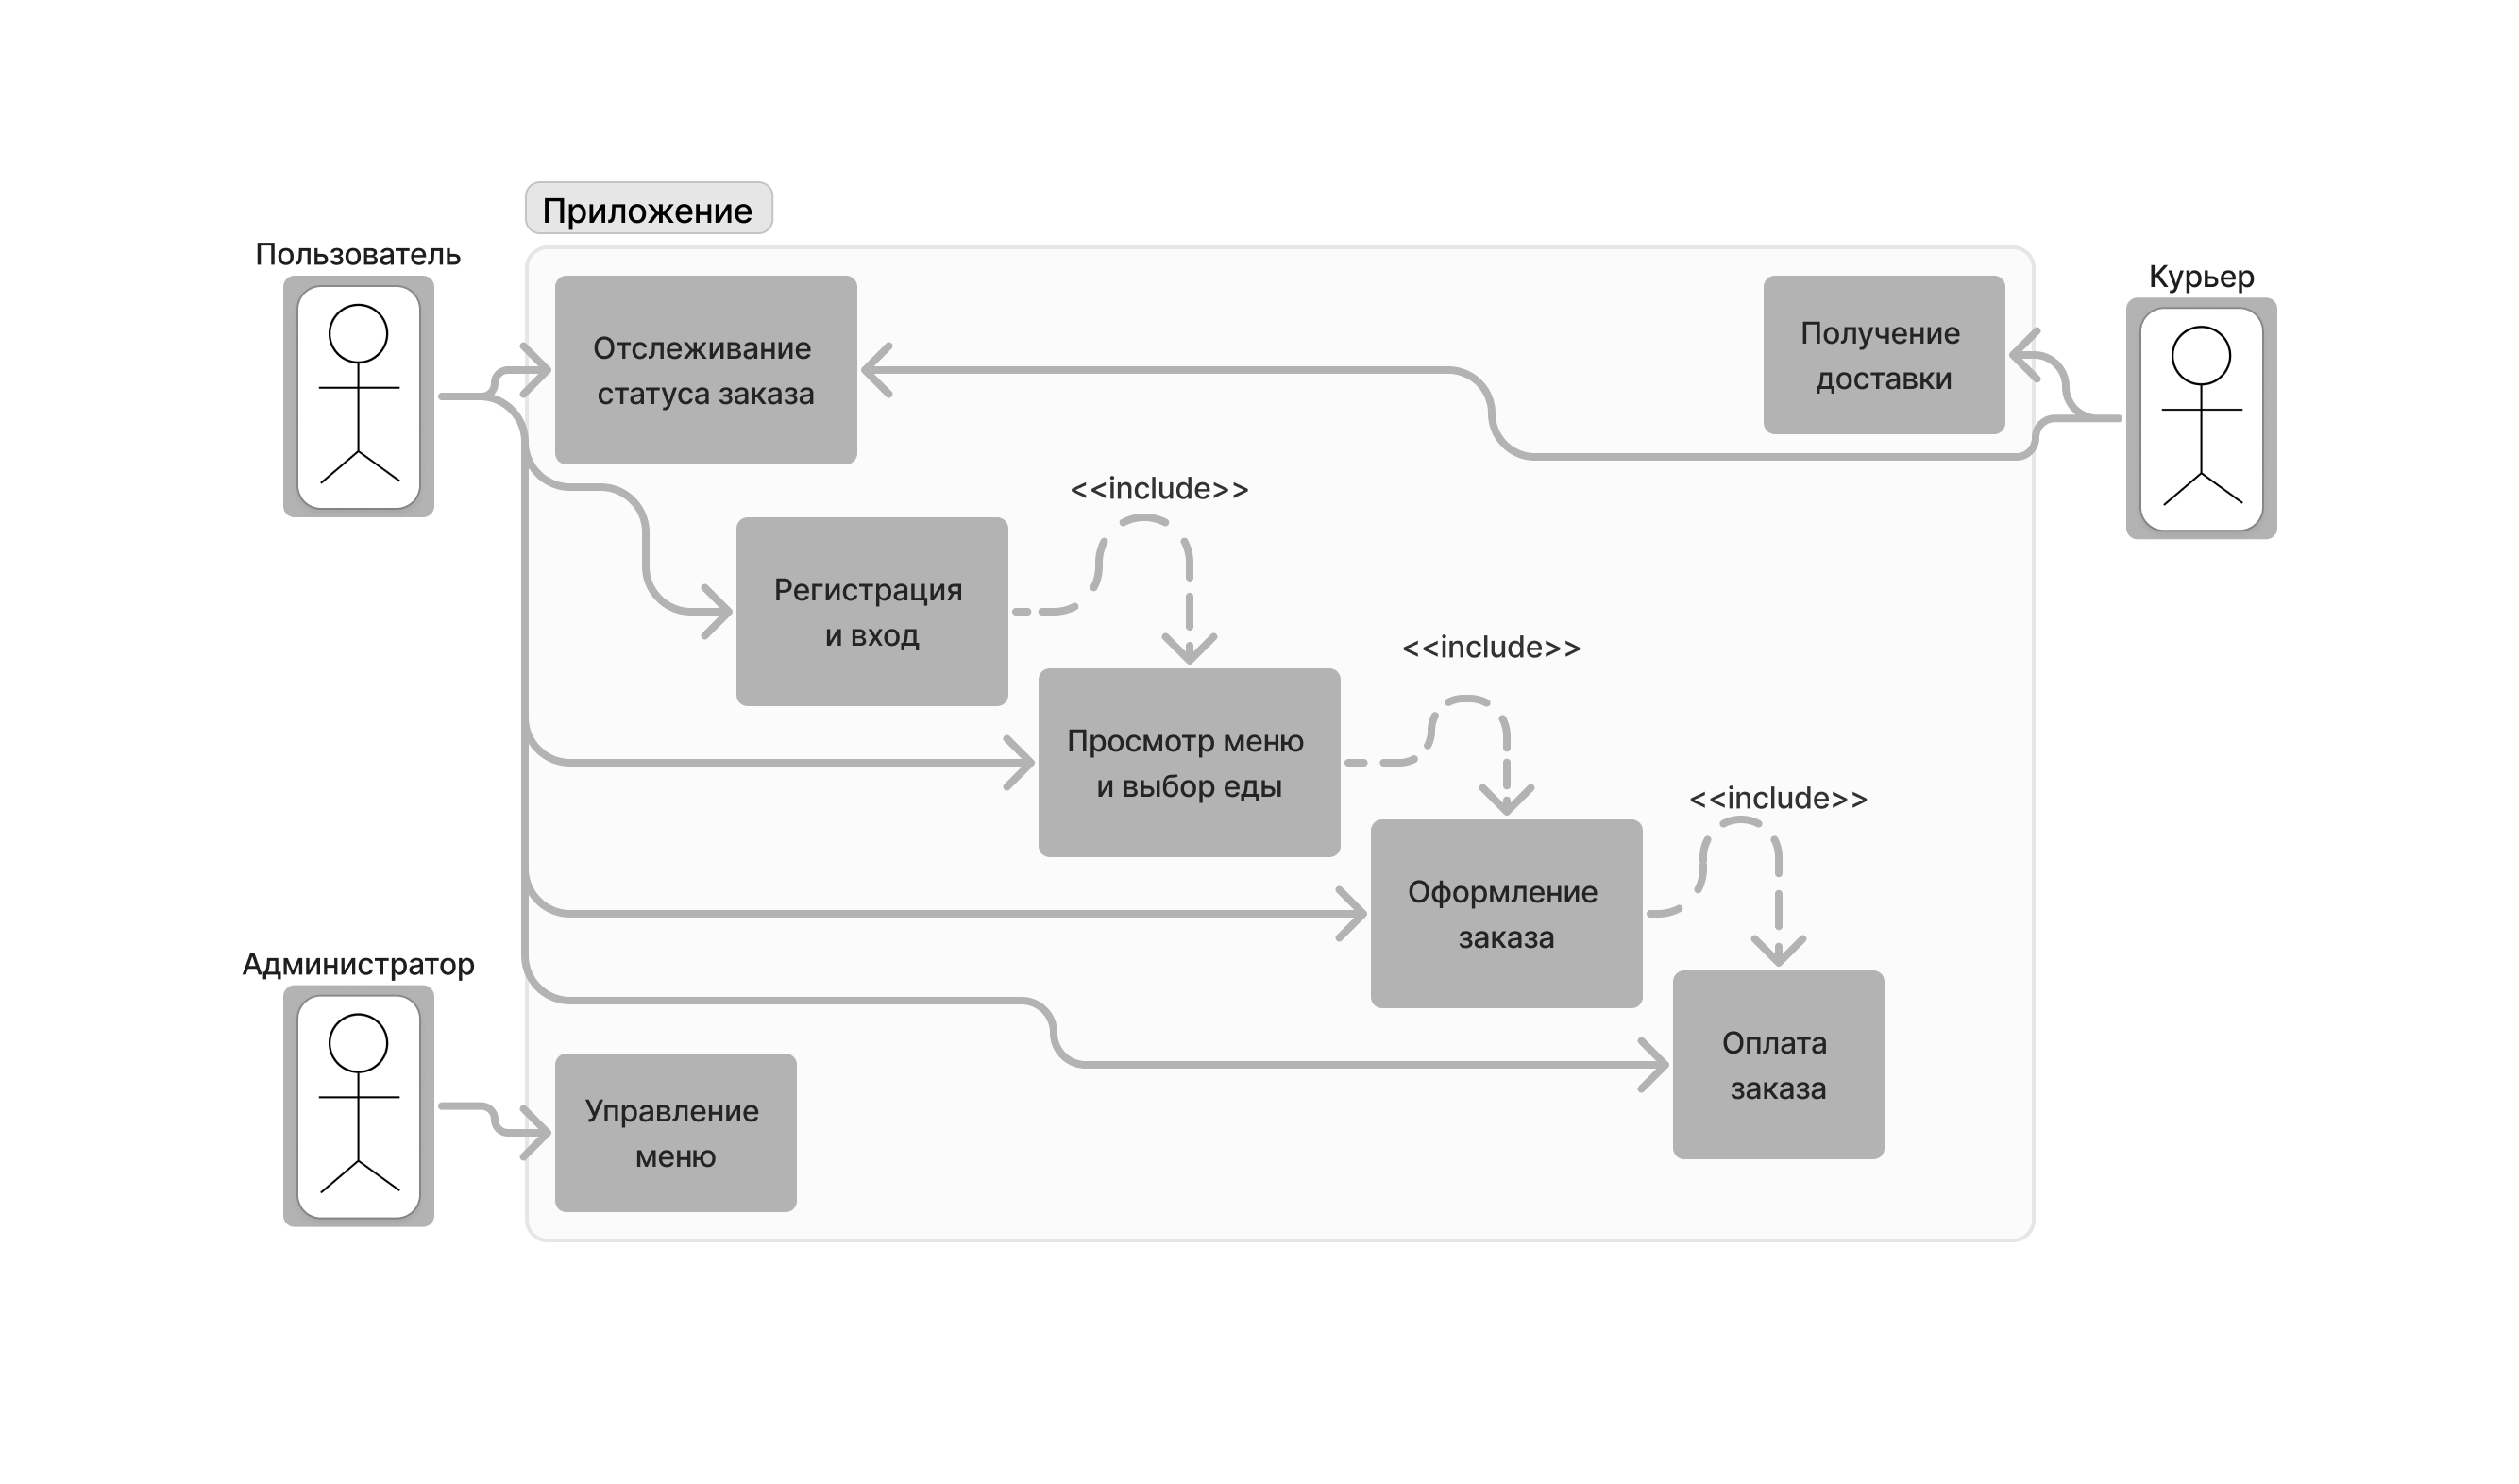 Приложение
Пользователь
Курьер
Отслеживание
статуса заказа
Получение
доставки
<<include>>
Регистрация
и вход
<<include>>
Просмотр меню
и выбор еды
<<include>>
Оформление
заказа
Администратор
Оплата
заказа
Управление
меню